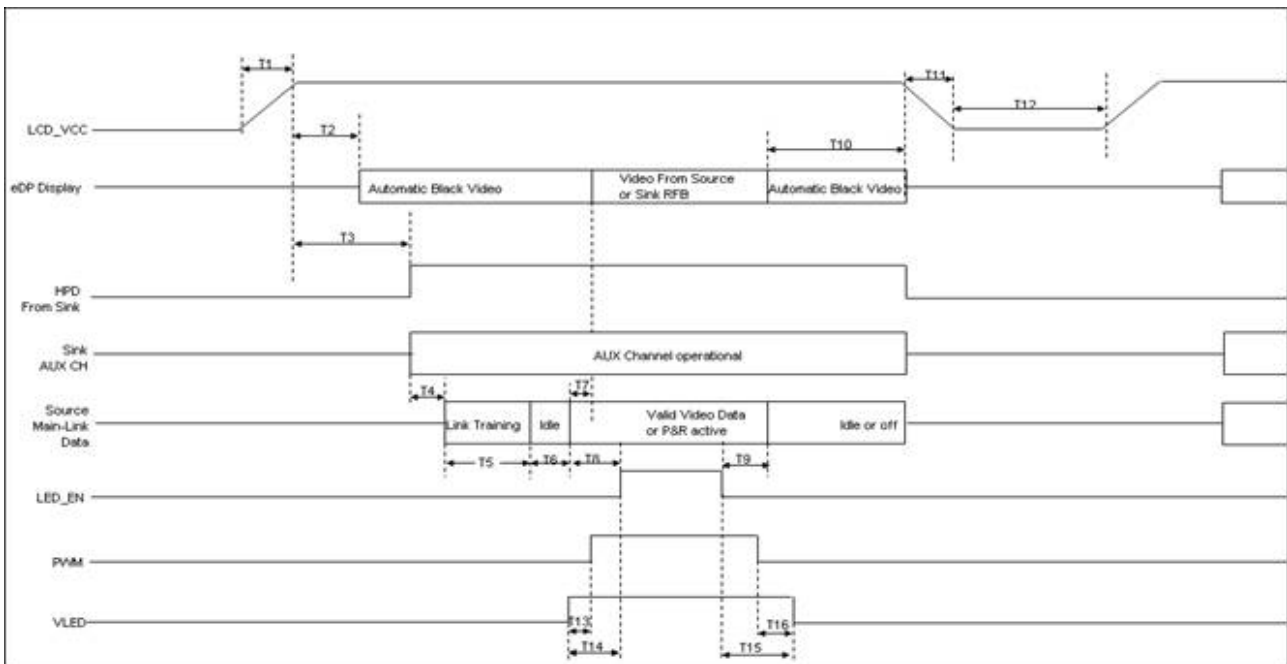 T1
T11
T12
LCD_VCC
T2
T10
eDP Display
Automatic Black Video
Video From Source
or Sink RFB
Automatic Black Video
T3
HPD
From Sink
Sink
AUX CH
AUX Channel operational
T4
T7
Source
Main-Link
Data
Link Training
Idle
Valid Video Data
or P&R active
Idle or off
T5
T6
T8
T9
LED_EN
PWM
VLED
T13
T16
T14
T15